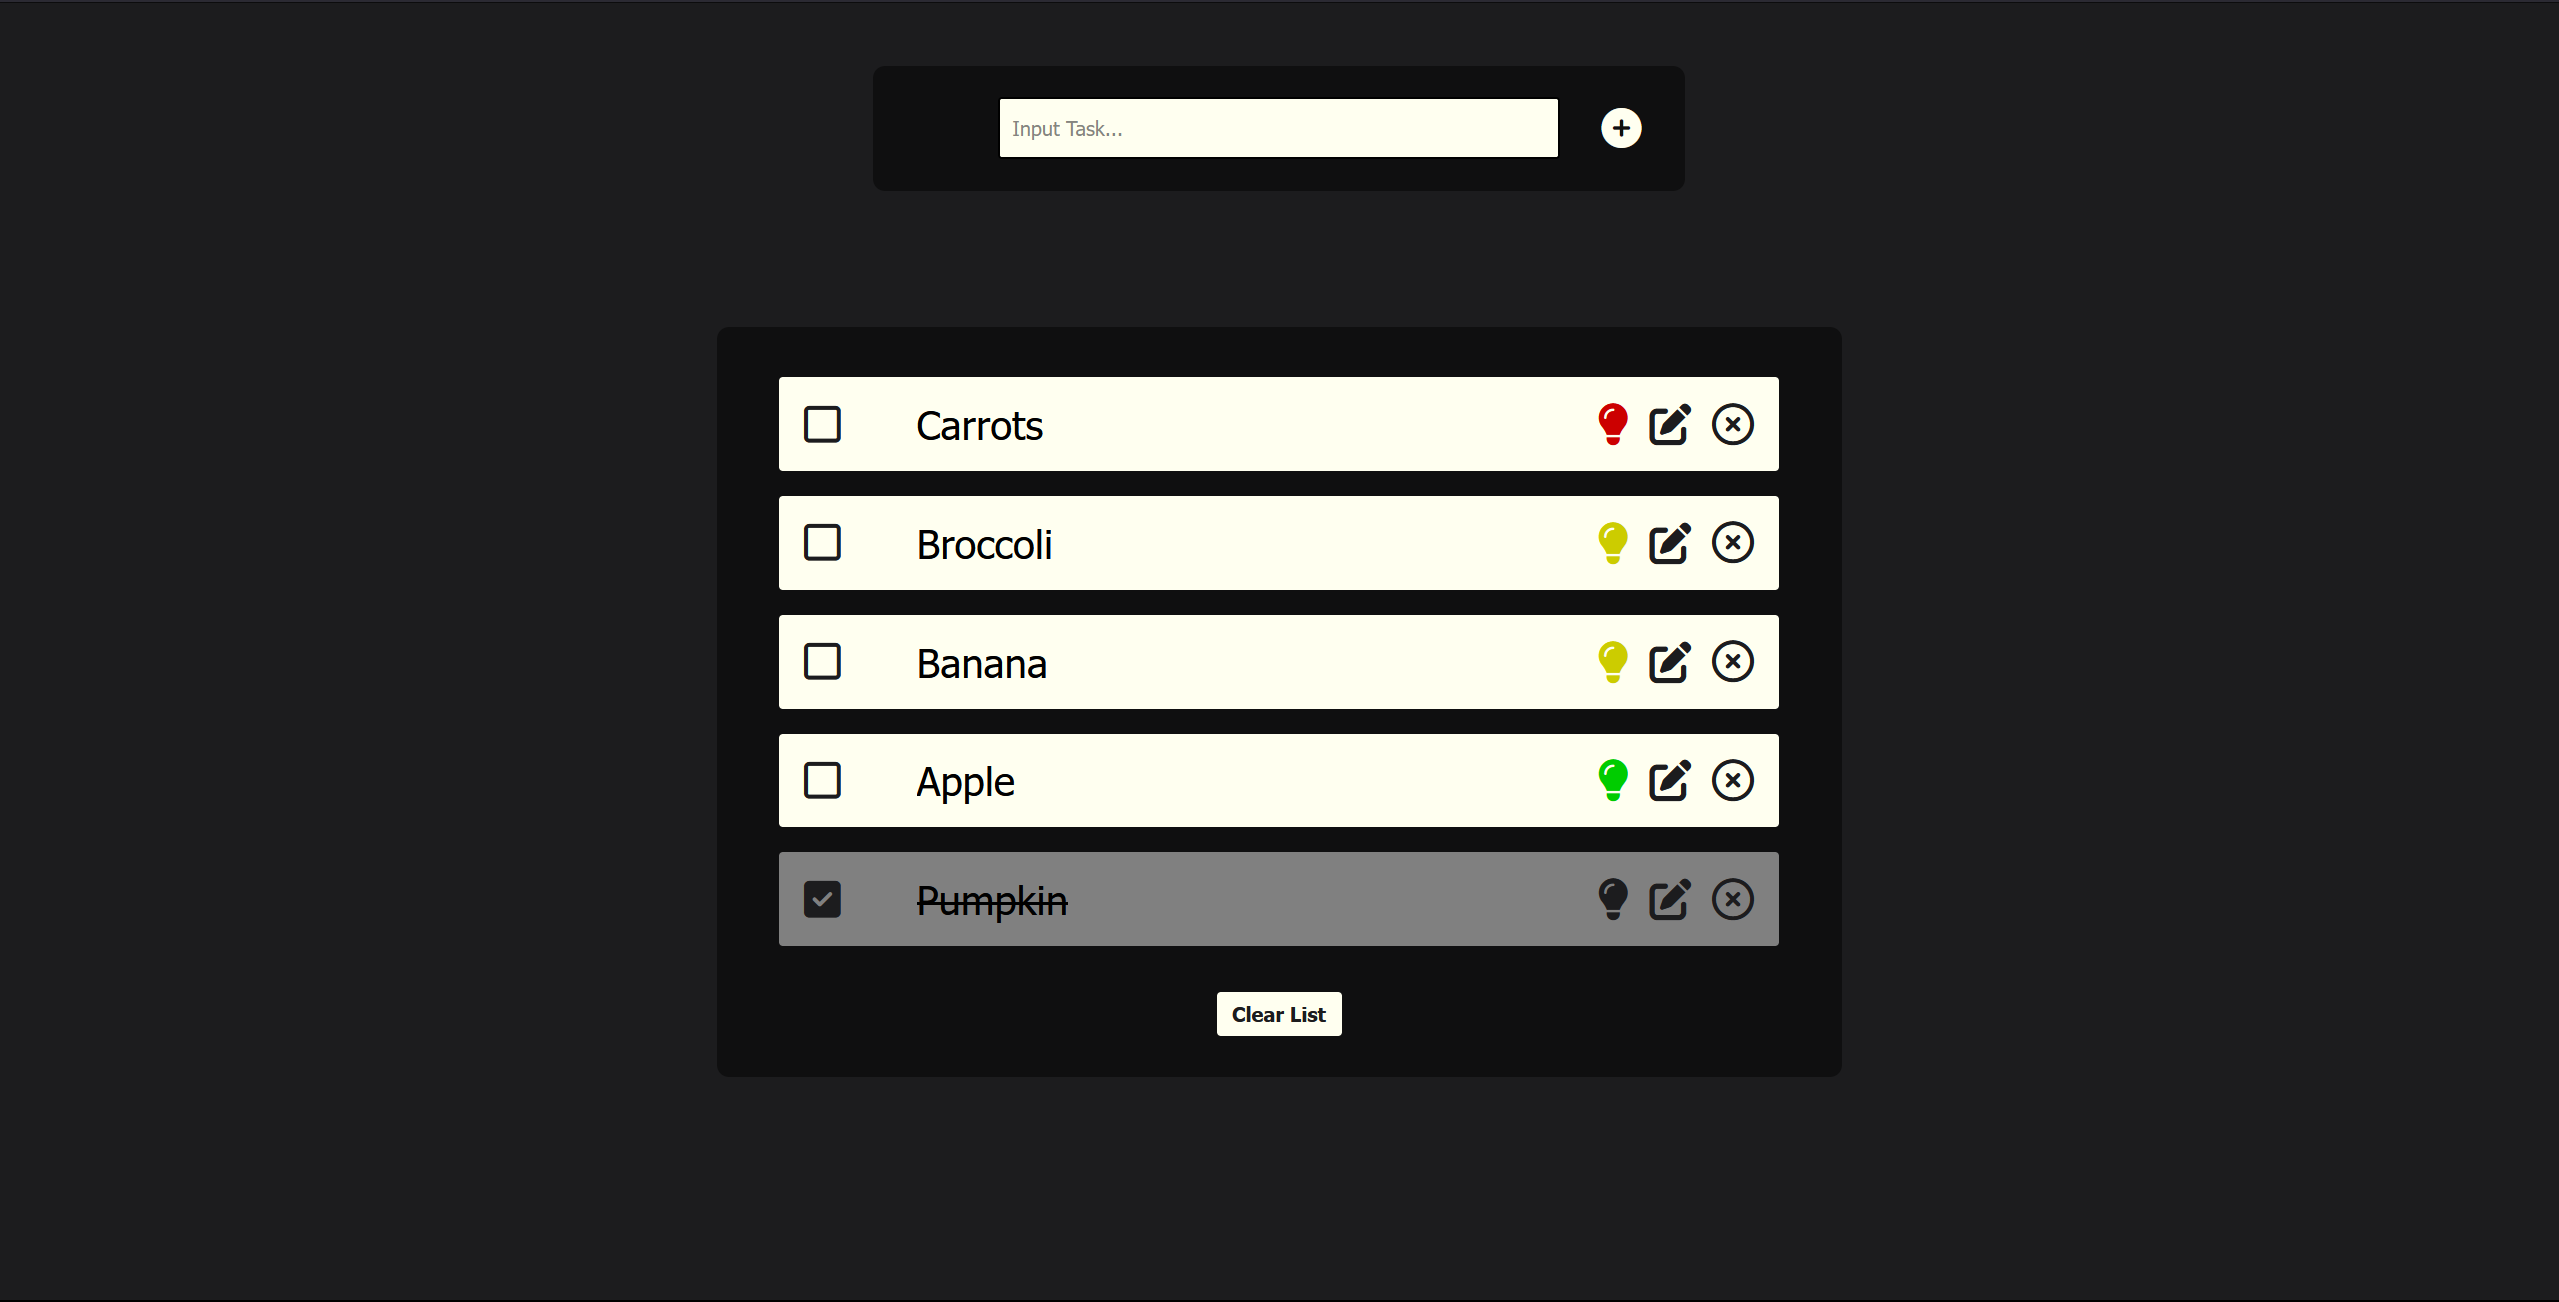 Input Task...
Carrots
Broccoli
Banana
Apple
Pumpkin
Clear List